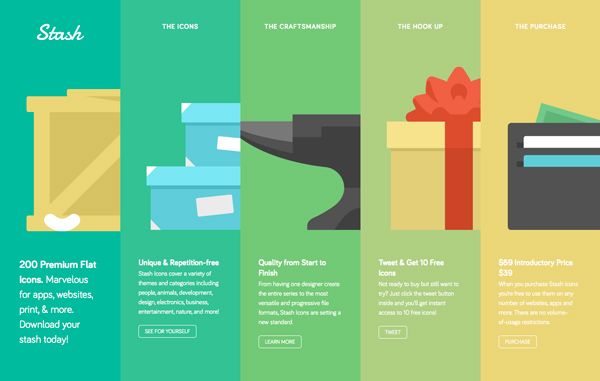 Stash
200 Premium Flat
Icons. Marvelous
for apps, websites,
print, & more.
Download your
stash today!
THE ICONS
Unique & Repetition-free
Stash Icons cover a variety of
themes and categories including
people, animals, development,
design, electronics, business,
entertainment, nature, and more!
SEE FOR YOURSELF
THE CRAFTSMANSHIP
Quality from Start to
Finish
From having one designer create
the entire series to the most
versatile and progressive file
formats, Stash Icons are setting a
new standard.
LEARN MORE
THE HOOK UP
Tweet & Get 10 Free
Icons
Not ready to buy but still want to
try? Just click the tweet button
inside and you'll get instant
access to 10 free icons!
TWEET
THE PURCHASE
$69 Introductory Price
$39
When you purchase Stash Icons
you're free to use them on any
number of websites, apps and
more. There are no volume-
of-usage restrictions.
PURCHASE